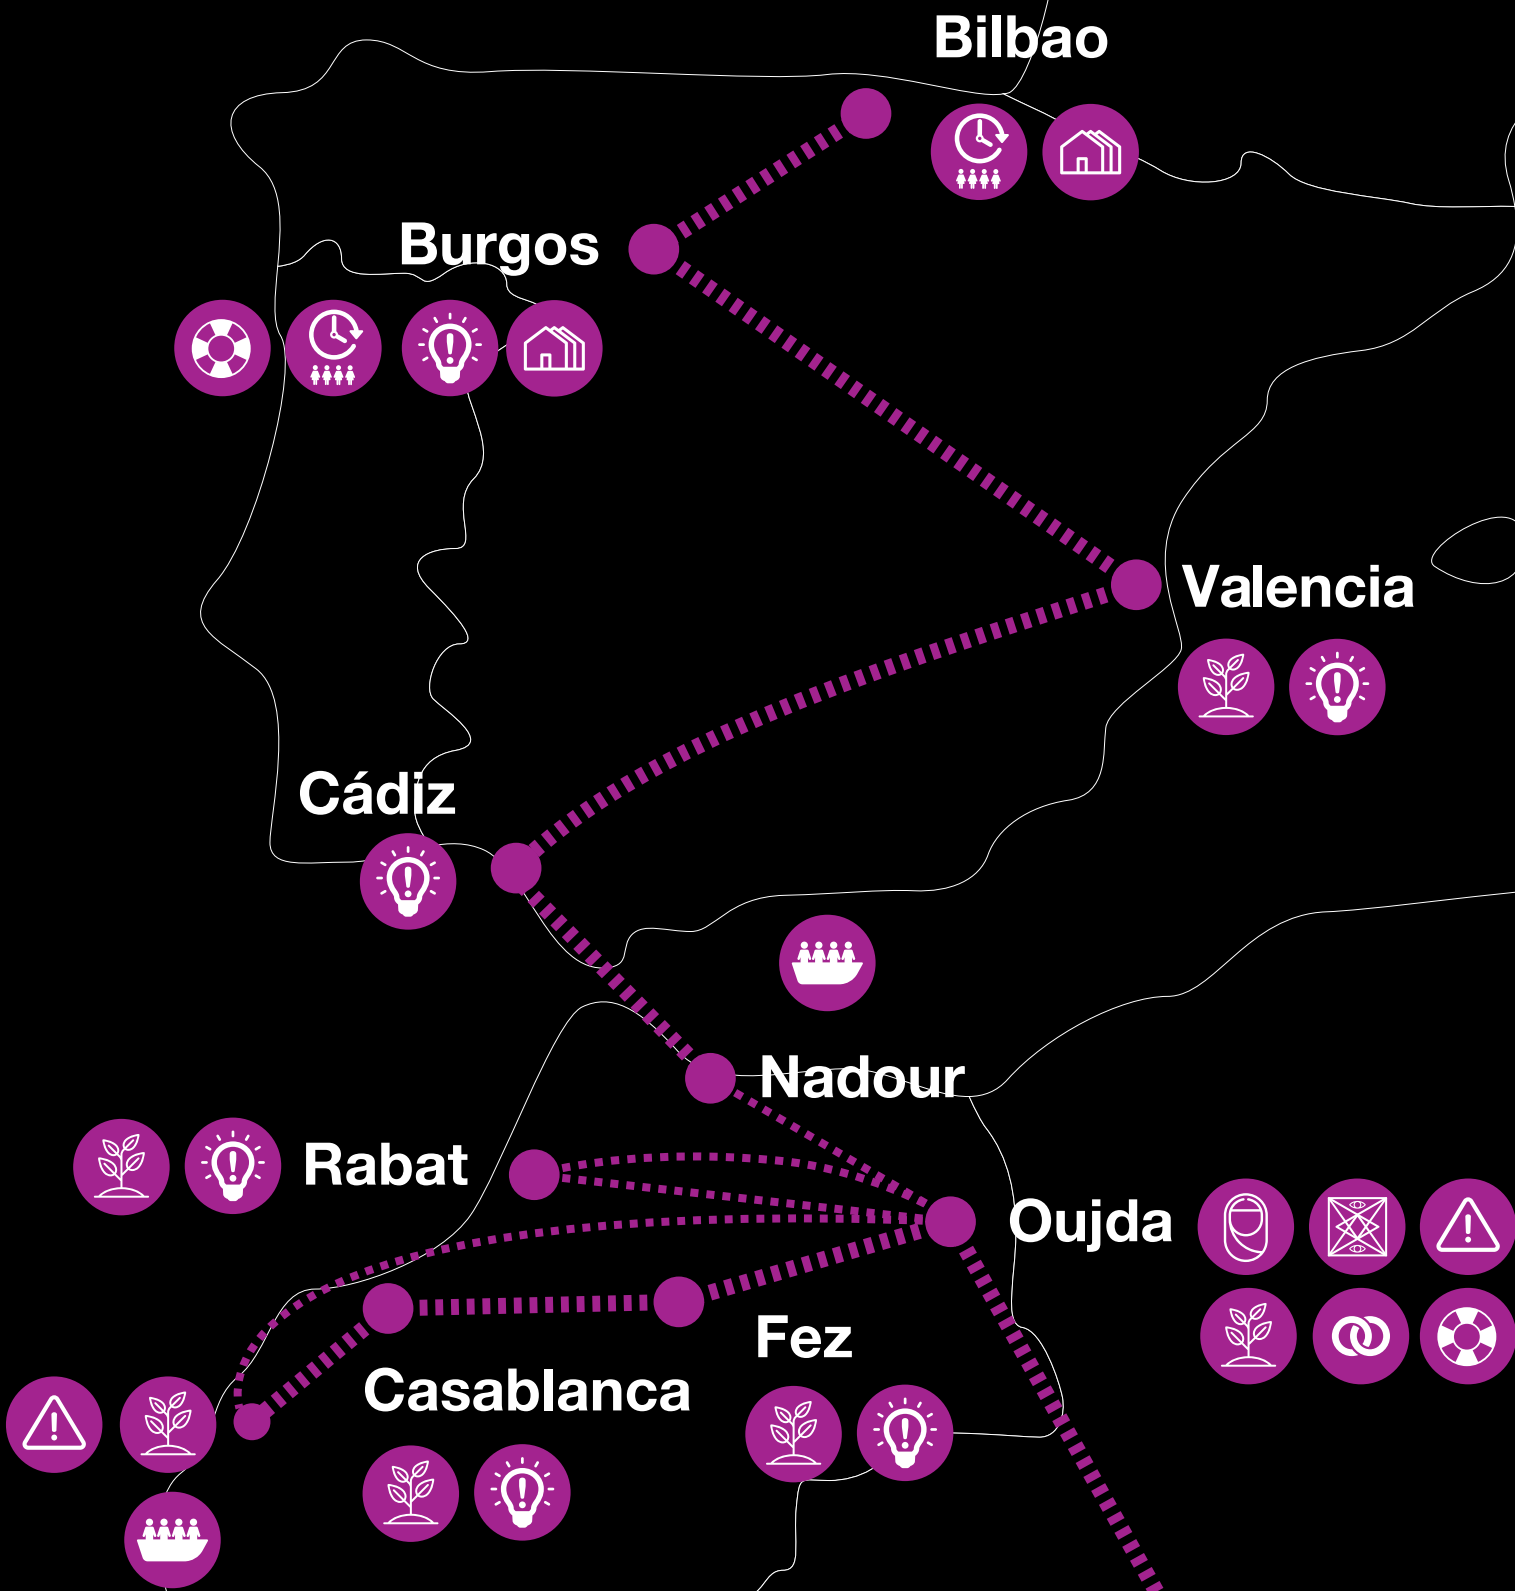 Bilbao
Burgos
Valencia
Cádiz
Nadour
Rabat
Oujda
Fez
Casablanca